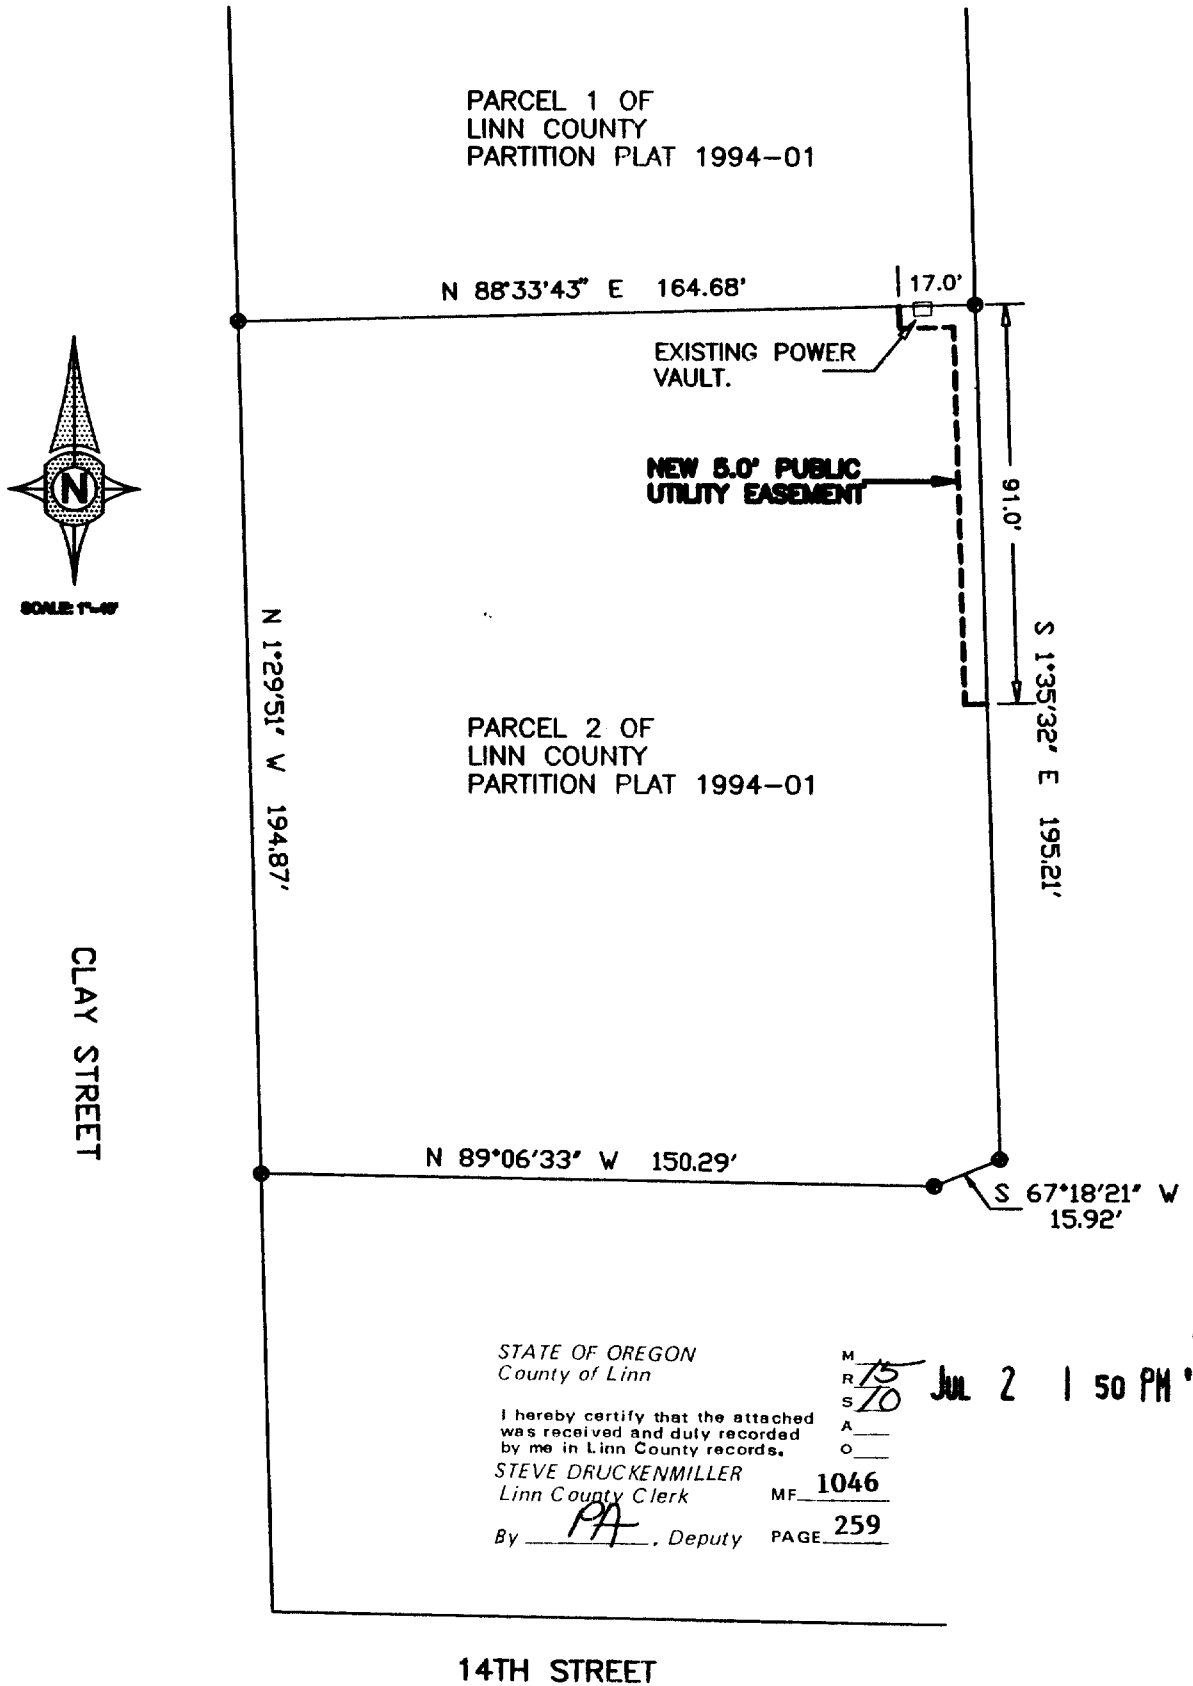 PARCEL 1 OF
LINN COUNTY
PARTITION PLAT 1994-01
N 88°33'43" E 164.68'
17.0'
EXISTING POWER
VAULT.
NEW 5.0' PUBLIC
UTILITY EASEMENT
91.0'
N
SCALE: 1"=40'
N 1°29'51" W 194.87'
S 1°35'32" E 195.21'
PARCEL 2 OF
LINN COUNTY
PARTITION PLAT 1994-01
CLAY STREET
N 89°06'33" W 150.29'
S 67°18'21" W
15.92'
STATE OF OREGON
County of Linn
I hereby certify that the attached
was received and duly recorded
by me in Linn County records.
STEVE DRUCKENMILLER
Linn County Clerk
By PA, Deputy
M
R 15
S 10
A
O
MF 1046
PAGE 259
JUL 2 1 50 PM '
14TH STREET